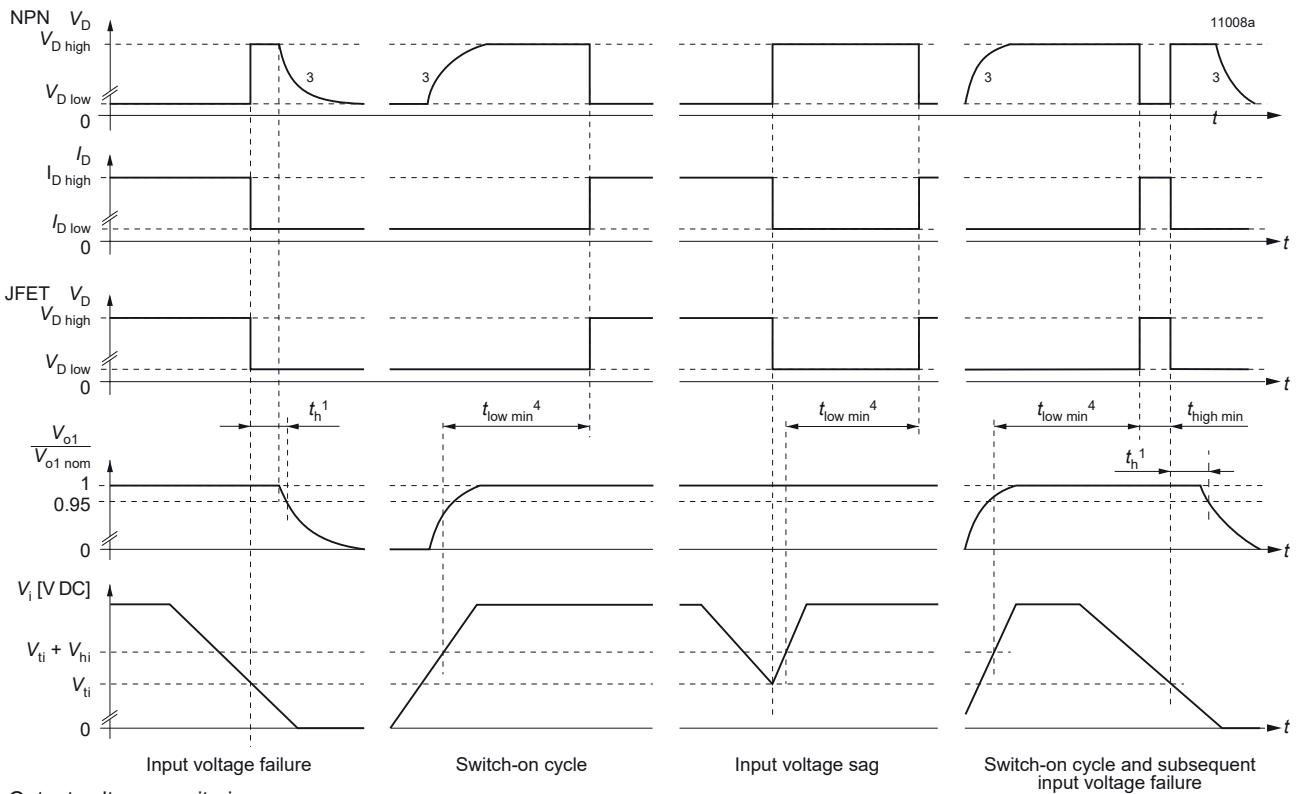 NPN V_D
11008a
V_D high
3
3
3
3
V_D low
0
t
I_D
I_D high
I_D low
0
t
JFET V_D
V_D high
V_D low
0
t
t_h^1
t_low min^4
t_low min^4
t_low min^4
t_high min
V_o1
V_o1 nom
t_h^1
1
0.95
0
t
V_i [V DC]
V_ti + V_hi
V_ti
0
t
Input voltage failure
Switch-on cycle
Input voltage sag
Switch-on cycle and subsequent
input voltage failure